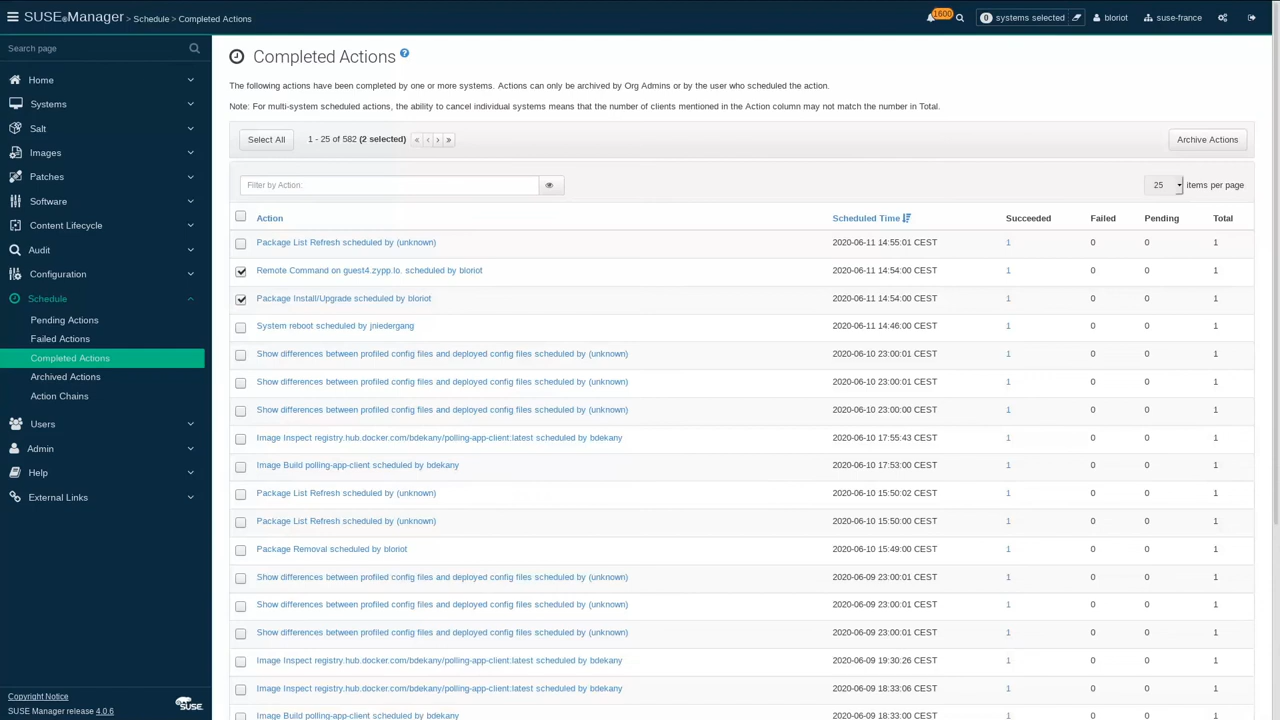 SUSE®Manager > Schedule > Completed Actions
1600
0 systems selected
bloriot
suse-france
Search page
Home
Systems
Salt
Images
Patches
Software
Content Lifecycle
Audit
Configuration
Schedule
Pending Actions
Failed Actions
Completed Actions
Archived Actions
Action Chains
Users
Admin
Help
External Links
Copyright Notice
SUSE Manager release 4.0.6
SUSE
Completed Actions ?
The following actions have been completed by one or more systems. Actions can only be archived by Org Admins or by the user who scheduled the action.
Note: For multi-system scheduled actions, the ability to cancel individual systems means that the number of clients mentioned in the Action column may not match the number in Total.
Select All 1 - 25 of 582 (2 selected) « ‹ › » Archive Actions
Filter by Action: 25 items per page
Action Scheduled Time Succeeded Failed Pending Total
Package List Refresh scheduled by (unknown) 2020-06-11 14:55:01 CEST 1 0 0 1
Remote Command on guest4.zypp.lo. scheduled by bloriot 2020-06-11 14:54:00 CEST 1 0 0 1
Package Install/Upgrade scheduled by bloriot 2020-06-11 14:54:00 CEST 1 0 0 1
System reboot scheduled by jniedergang 2020-06-11 14:46:00 CEST 1 0 0 1
Show differences between profiled config files and deployed config files scheduled by (unknown) 2020-06-10 23:00:01 CEST 1 0 0 1
Show differences between profiled config files and deployed config files scheduled by (unknown) 2020-06-10 23:00:01 CEST 1 0 0 1
Show differences between profiled config files and deployed config files scheduled by (unknown) 2020-06-10 23:00:00 CEST 1 0 0 1
Image Inspect registry.hub.docker.com/bdekany/polling-app-client:latest scheduled by bdekany 2020-06-10 17:55:43 CEST 1 0 0 1
Image Build polling-app-client scheduled by bdekany 2020-06-10 17:53:00 CEST 1 0 0 1
Package List Refresh scheduled by (unknown) 2020-06-10 15:50:02 CEST 1 0 0 1
Package List Refresh scheduled by (unknown) 2020-06-10 15:50:00 CEST 1 0 0 1
Package Removal scheduled by bloriot 2020-06-10 15:49:00 CEST 1 0 0 1
Show differences between profiled config files and deployed config files scheduled by (unknown) 2020-06-09 23:00:01 CEST 1 0 0 1
Show differences between profiled config files and deployed config files scheduled by (unknown) 2020-06-09 23:00:01 CEST 1 0 0 1
Show differences between profiled config files and deployed config files scheduled by (unknown) 2020-06-09 23:00:01 CEST 1 0 0 1
Image Inspect registry.hub.docker.com/bdekany/polling-app-client:latest scheduled by bdekany 2020-06-09 19:30:26 CEST 1 0 0 1
Image Inspect registry.hub.docker.com/bdekany/polling-app-client:latest scheduled by bdekany 2020-06-09 18:33:06 CEST 1 0 0 1
Image Build polling-app-client scheduled by bdekany 2020-06-09 18:33:00 CEST 1 0 0 1